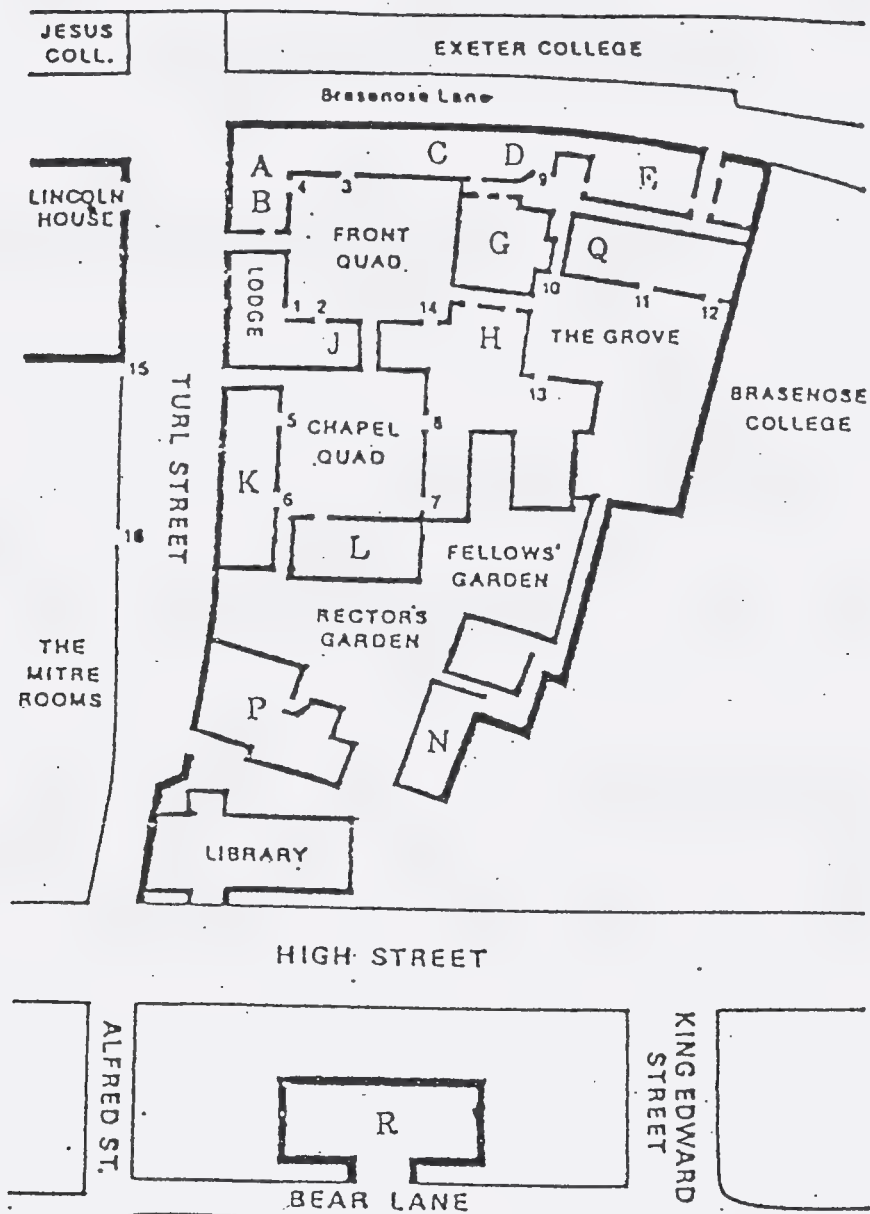 JESUS
COLL.
EXETER COLLEGE
Brasenose Lane
A
B
C
D
E
4
3
9
LINCOLN
HOUSE
FRONT
QUAD
G
Q
LODGE
10
11
12
1
2
14
J
H
THE GROVE
13
15
TURL STREET
BRASENOSE
COLLEGE
5
CHAPEL
QUAD
8
K
6
7
16
L
FELLOWS'
GARDEN
RECTOR'S
GARDEN
THE
MITRE
ROOMS
P
N
LIBRARY
HIGH STREET
ALFRED ST.
KING EDWARD
STREET
R
BEAR LANE